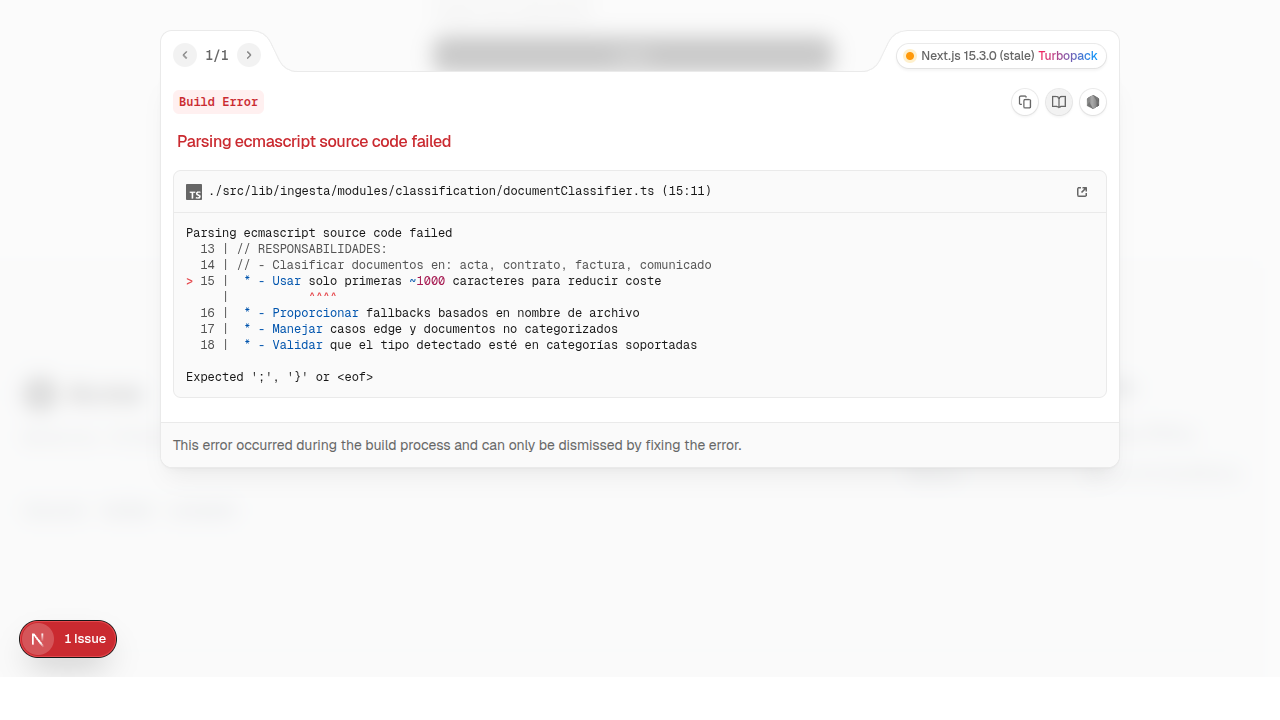 1/1
Next.js 15.3.0 (stale) Turbopack
Build Error
Parsing ecmascript source code failed
TS ./src/lib/ingesta/modules/classification/documentClassifier.ts (15:11)
Parsing ecmascript source code failed
13 | // RESPONSABILIDADES:
14 | // - Clasificar documentos en: acta, contrato, factura, comunicado
> 15 |  * - Usar solo primeras ~1000 caracteres para reducir coste
|           ^^^^
16 |  * - Proporcionar fallbacks basados en nombre de archivo
17 |  * - Manejar casos edge y documentos no categorizados
18 |  * - Validar que el tipo detectado esté en categorías soportadas
Expected ';', '}' or <eof>
This error occurred during the build process and can only be dismissed by fixing the error.
N 1 Issue